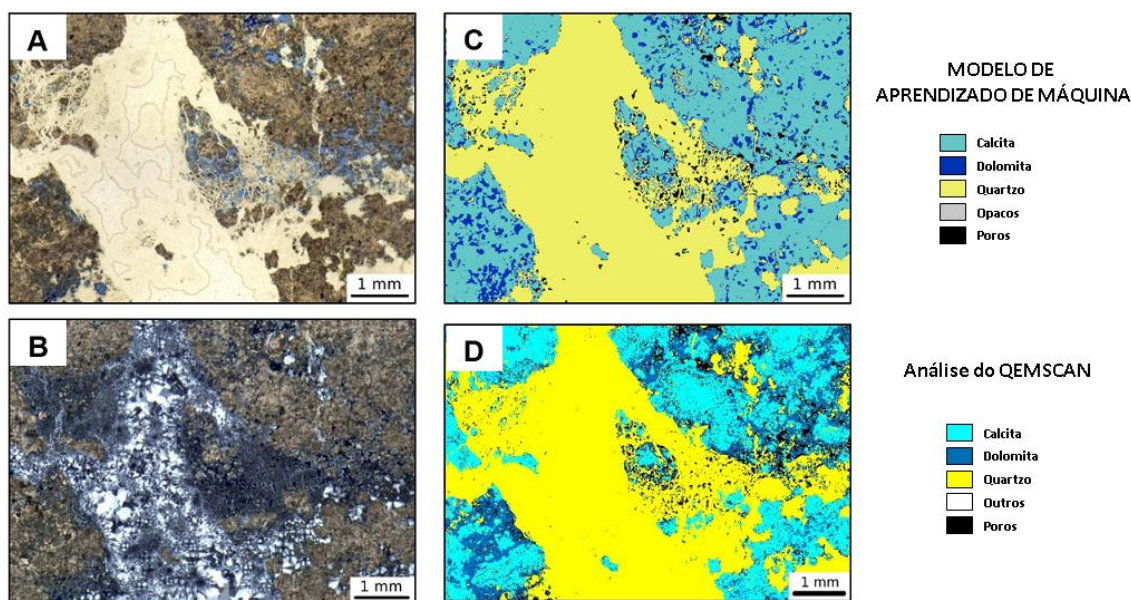 A
1 mm
C
1 mm
MODELO DE
APRENDIZADO DE MÁQUINA
Calcita
Dolomita
Quartzo
Opacos
Poros
B
1 mm
D
1 mm
Análise do QEMSCAN
Calcita
Dolomita
Quartzo
Outros
Poros